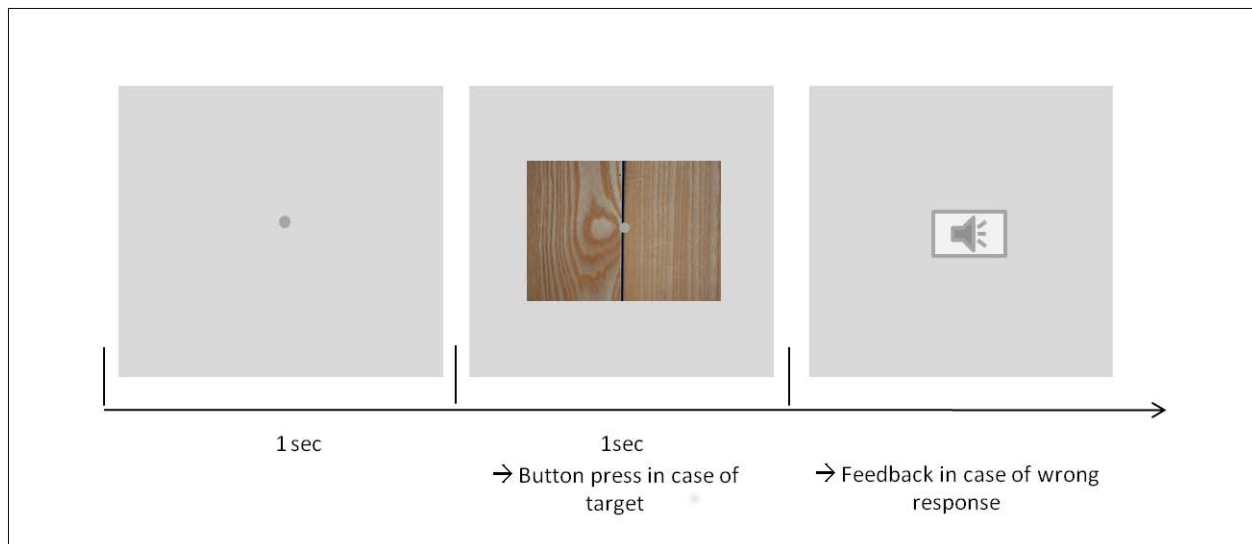 1 sec
1sec
→ Button press in case of
target
→ Feedback in case of wrong
response